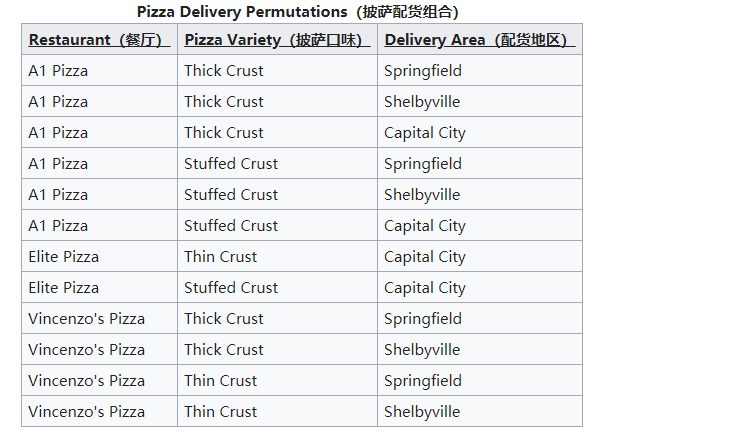 Pizza Delivery Permutations（披萨配货组合）
Restaurant（餐厅） Pizza Variety（披萨口味） Delivery Area（配货地区）
A1 Pizza Thick Crust Springfield
A1 Pizza Thick Crust Shelbyville
A1 Pizza Thick Crust Capital City
A1 Pizza Stuffed Crust Springfield
A1 Pizza Stuffed Crust Shelbyville
A1 Pizza Stuffed Crust Capital City
Elite Pizza Thin Crust Capital City
Elite Pizza Stuffed Crust Capital City
Vincenzo's Pizza Thick Crust Springfield
Vincenzo's Pizza Thick Crust Shelbyville
Vincenzo's Pizza Thin Crust Springfield
Vincenzo's Pizza Thin Crust Shelbyville